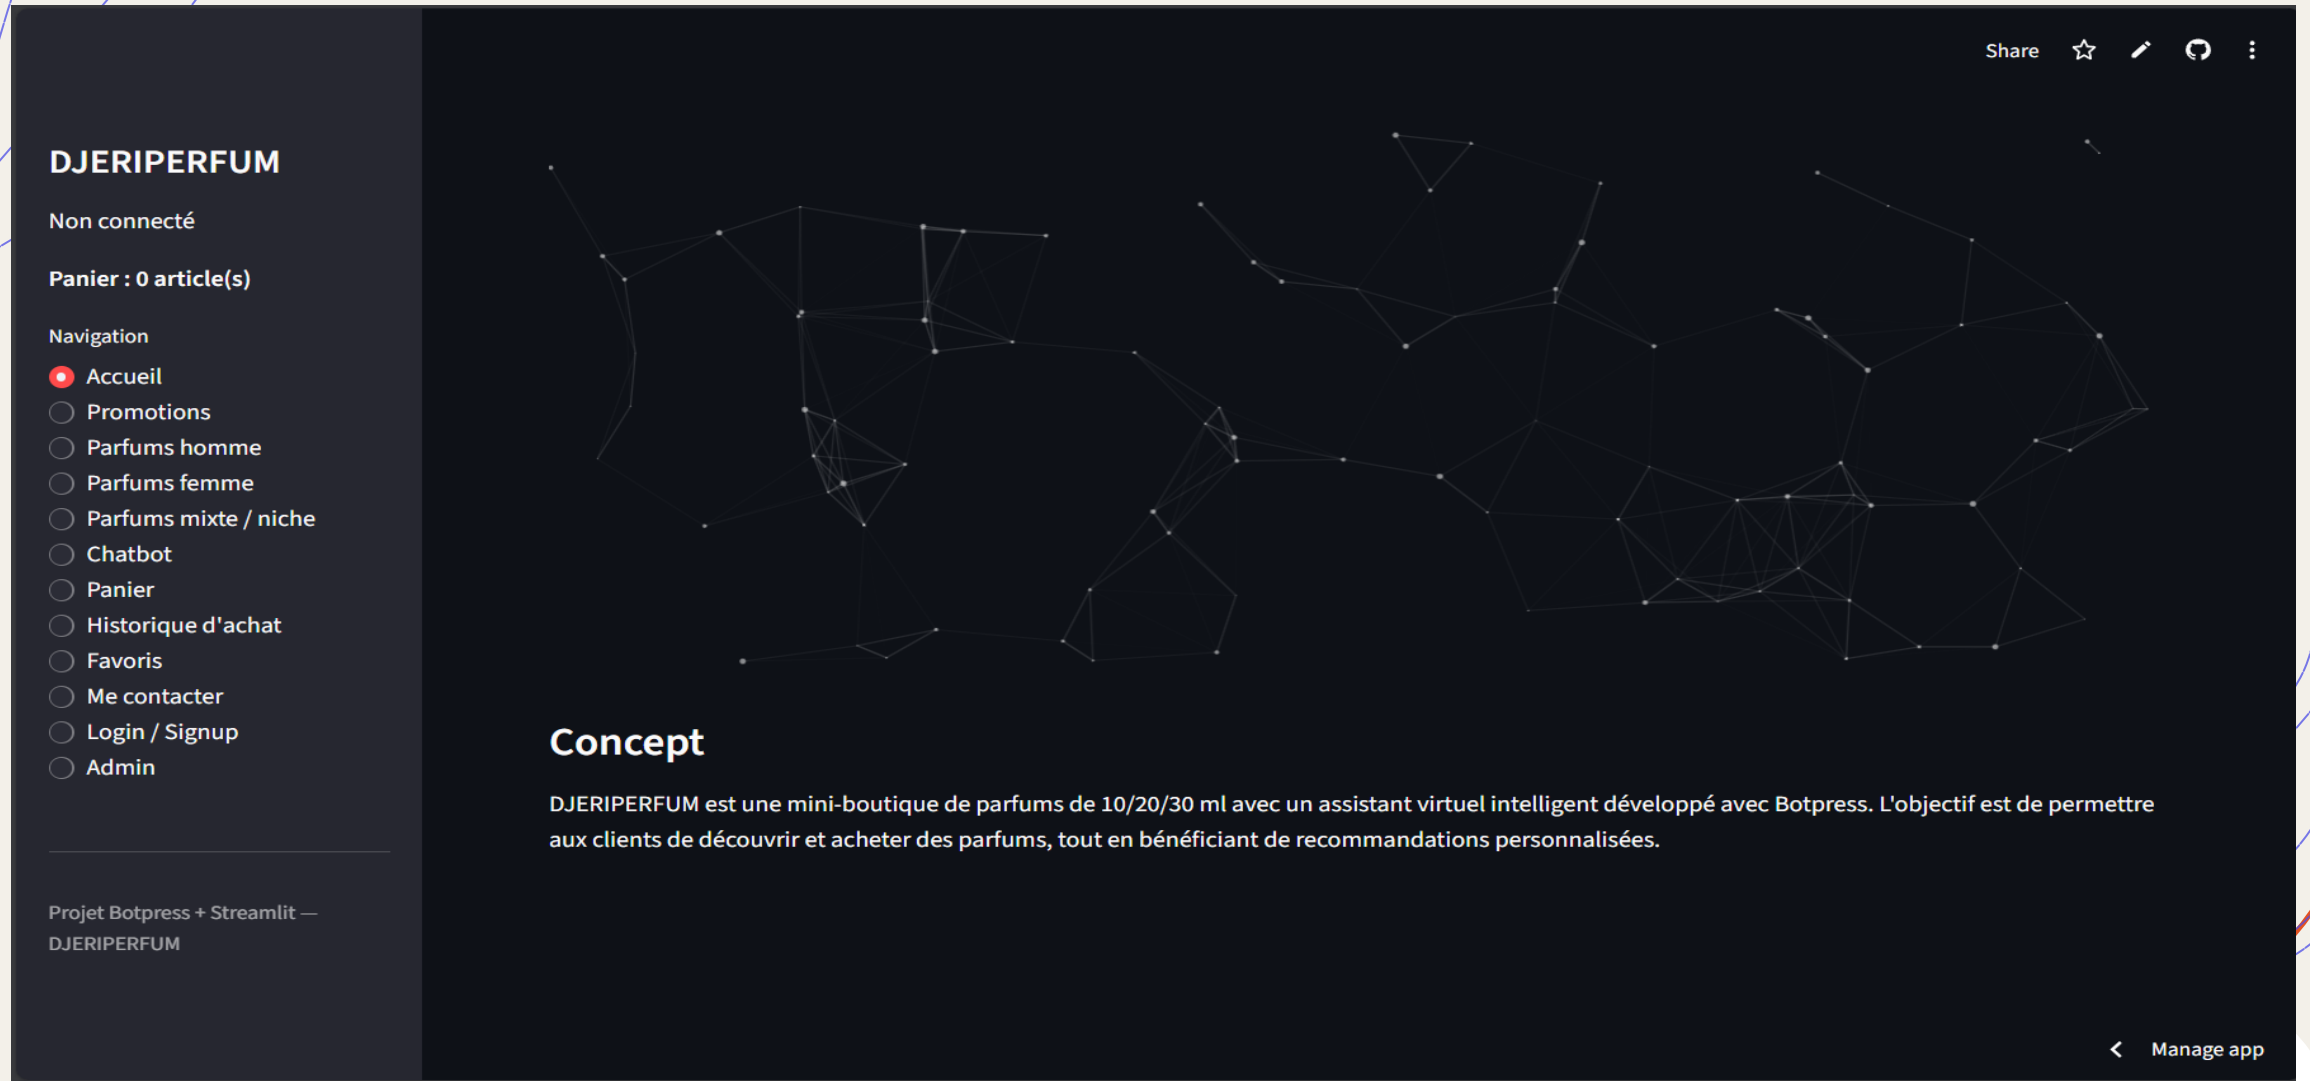 Share
DJERIPERFUM
Non connecté
Panier : 0 article(s)
Navigation
Accueil
Promotions
Parfums homme
Parfums femme
Parfums mixte / niche
Chatbot
Panier
Historique d'achat
Favoris
Me contacter
Login / Signup
Admin
Projet Botpress + Streamlit —
DJERIPERFUM
Concept
DJERIPERFUM est une mini-boutique de parfums de 10/20/30 ml avec un assistant virtuel intelligent développé avec Botpress. L'objectif est de permettre
aux clients de découvrir et acheter des parfums, tout en bénéficiant de recommandations personnalisées.
Manage app